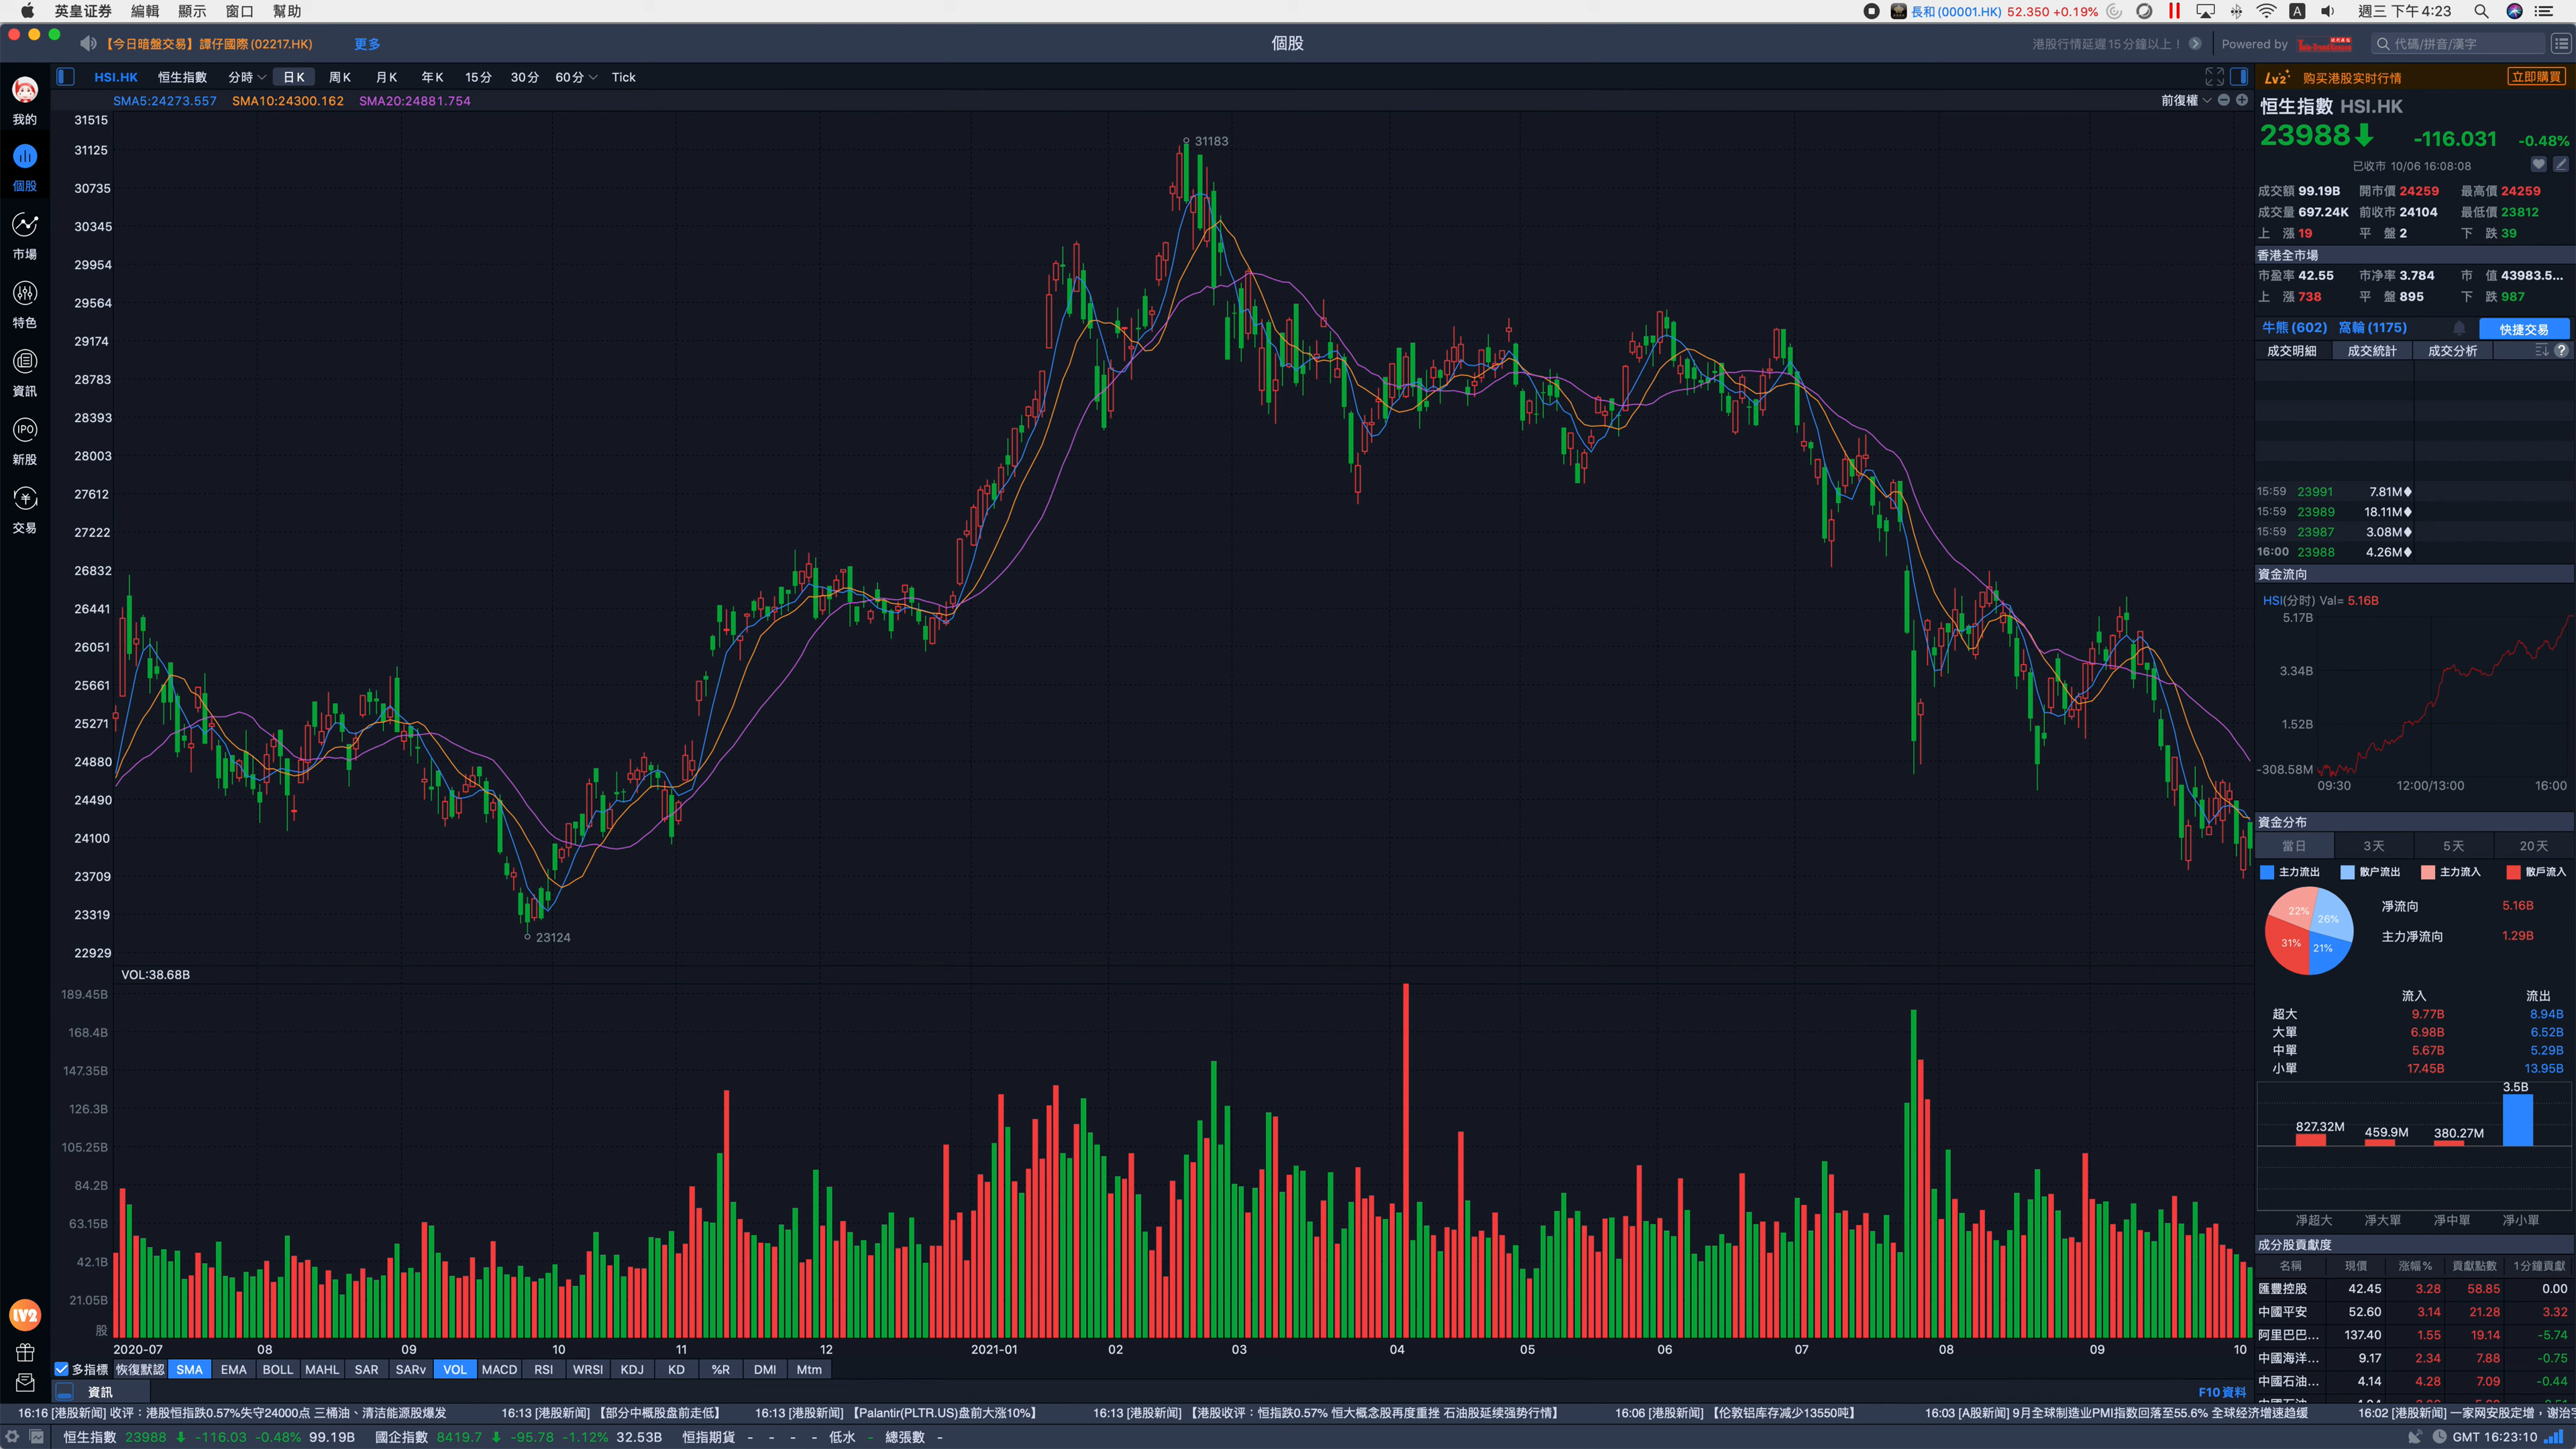 英皇证券 編輯 顯示 窗口 幫助
長和(00001.HK) 52.350 +0.19% A 週三 下午4:23
【今日暗盤交易】譚仔國際(02217.HK) 更多 個股 港股行情延遲15分鐘以上！ Powered by 代碼/拼音/漢字
我的
個股
市場
特色
資訊
IPO
新股
交易
LV2
HSI.HK 恒生指數 分時 日K 周K 月K 年K 15分 30分 60分 Tick
SMA5:24273.557 SMA10:24300.162 SMA20:24881.754 前復權
31515
31125
30735
30345
29954
29564
29174
28783
28393
28003
27612
27222
26832
26441
26051
25661
25271
24880
24490
24100
23709
23319
22929
31183
23124
VOL:38.68B
189.45B
168.4B
147.35B
126.3B
105.25B
84.2B
63.15B
42.1B
21.05B
股
2020-07 08 09 10 11 12 2021-01 02 03 04 05 06 07 08 09 10
多指標 恢復默認 SMA EMA BOLL MAHL SAR SARv VOL MACD RSI WRSI KDJ KD %R DMI Mtm
資訊 F10資料
Lv2 购买港股实时行情 立即購買
恒生指數 HSI.HK
23988 -116.031 -0.48%
已收市 10/06 16:08:08
成交額 99.19B 開市價 24259 最高價 24259
成交量 697.24K 前收市 24104 最低價 23812
上 漲 19 平 盤 2 下 跌 39
香港全市場
市盈率 42.55 市净率 3.784 市 值 43983.5...
上 漲 738 平 盤 895 下 跌 987
牛熊(602) 窩輪(1175) 快捷交易
成交明細 成交統計 成交分析
15:59 23991 7.81M
15:59 23989 18.11M
15:59 23987 3.08M
16:00 23988 4.26M
資金流向
HSI(分时) Val= 5.16B
5.17B
3.34B
1.52B
-308.58M
09:30 12:00/13:00 16:00
資金分布
當日 3天 5天 20天
主力流出 散户流出 主力流入 散戶流入
22% 26% 31% 21%
凈流向 5.16B
主力凈流向 1.29B
流入 流出
超大 9.77B 8.94B
大單 6.98B 6.52B
中單 5.67B 5.29B
小單 17.45B 13.95B
3.5B
827.32M 459.9M 380.27M
凈超大 凈大單 凈中單 凈小單
成分股貢獻度
名稱 現價 涨幅% 貢獻點數 1分鐘貢獻
匯豐控股 42.45 3.28 58.85 0.00
中國平安 52.60 3.14 21.28 3.32
阿里巴巴... 137.40 1.55 19.14 -5.74
中國海洋... 9.17 2.34 7.88 -0.75
中國石油... 4.14 4.28 7.09 -0.44
16:16 [港股新闻] 收评：港股恒指跌0.57%失守24000点 三桶油、清洁能源股爆发 16:13 [港股新闻] 【部分中概股盘前走低】 16:13 [港股新闻] 【Palantir(PLTR.US)盘前大涨10%】 16:13 [港股新闻] 【港股收评：恒指跌0.57% 恒大概念股再度重挫 石油股延续强势行情】 16:06 [港股新闻] 【伦敦铝库存减少13550吨】 16:03 [A股新闻] 9月全球制造业PMI指数回落至55.6% 全球经济增速趋缓 16:02 [港股新闻] 一家网安股定增，谢治宇
恒生指數 23988 -116.03 -0.48% 99.19B 國企指數 8419.7 -95.78 -1.12% 32.53B 恒指期貨 - - - - 低水 - 總張數 - GMT 16:23:10